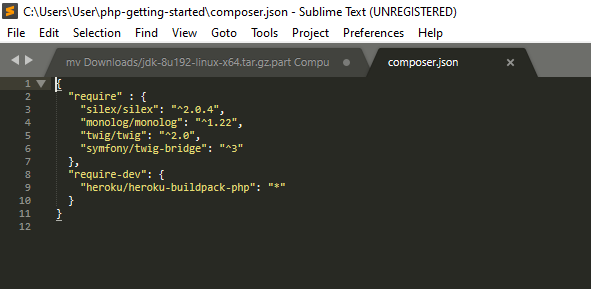 C:\Users\User\php-getting-started\composer.json - Sublime Text (UNREGISTERED)
File Edit Selection Find View Goto Tools Project Preferences Help
mv Downloads/jdk-8u192-linux-x64.tar.gz.part Compu composer.json
1 {
2 "require" : {
3 "silex/silex": "^2.0.4",
4 "monolog/monolog": "^1.22",
5 "twig/twig": "^2.0",
6 "symfony/twig-bridge": "^3"
7 },
8 "require-dev": {
9 "heroku/heroku-buildpack-php": "*"
10 }
11 }
12